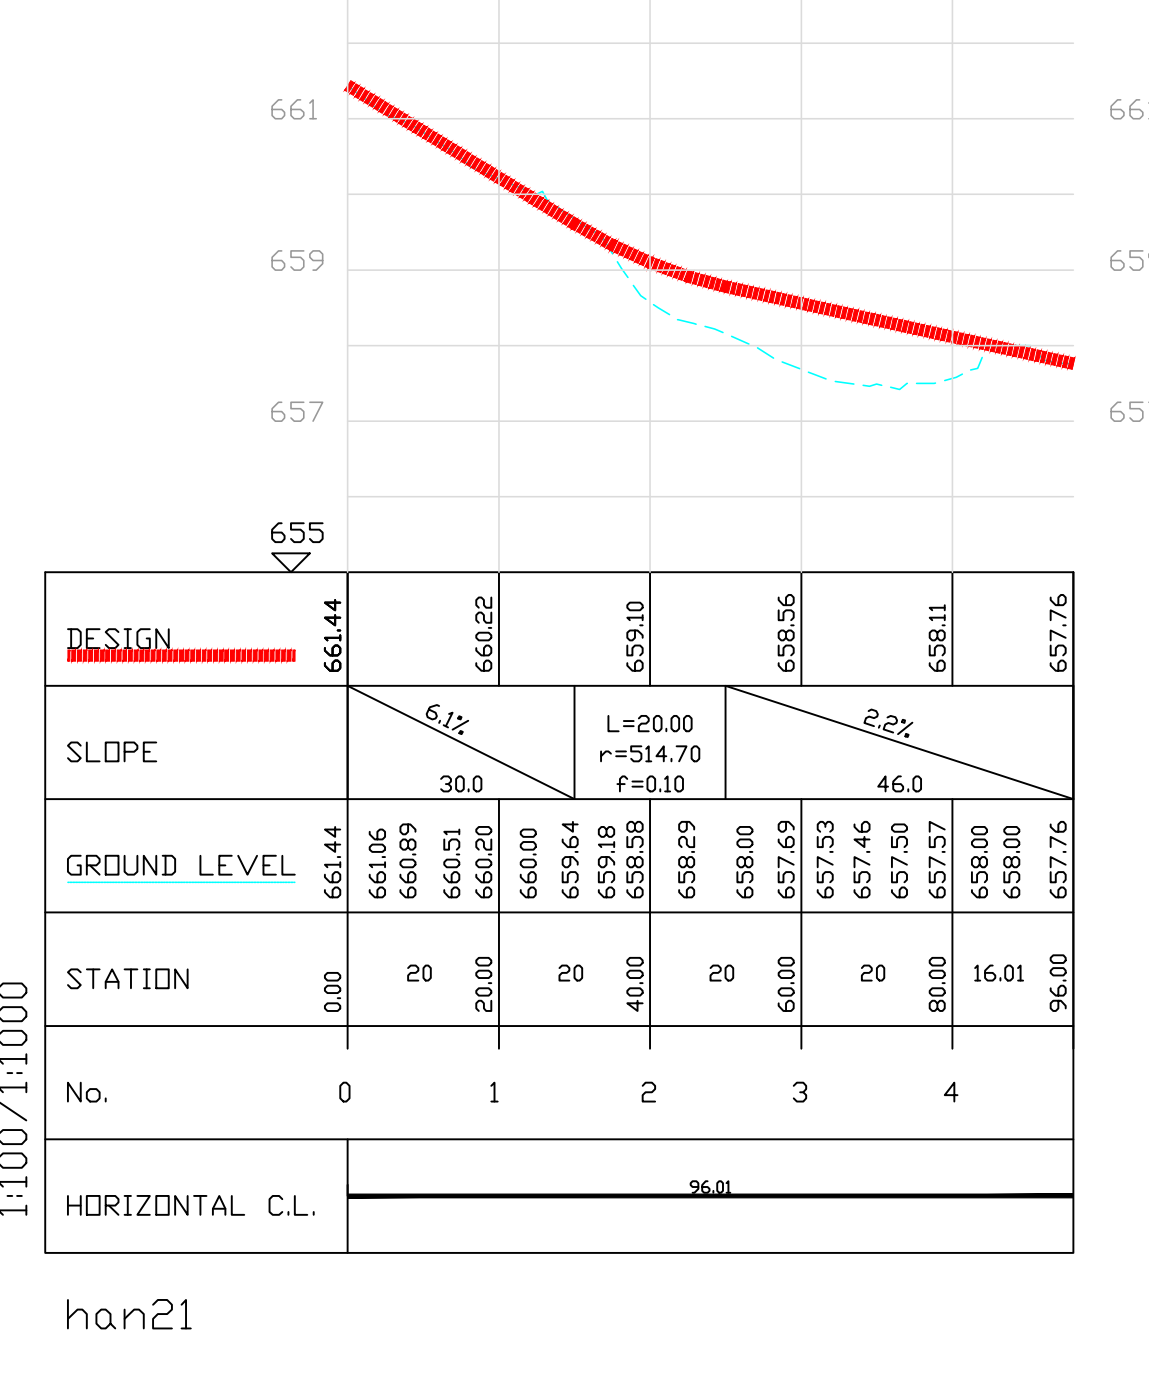 661
659
657
655
DESIGN 661.44 660.22 659.10 658.56 658.11 657.76
SLOPE 6.1% 30.0 L=20.00 r=514.70 f=0.10 2.2% 46.0
GROUND LEVEL 661.44 661.06 660.89 660.51 660.20 660.00 659.64 659.18 658.58 658.29 658.00 657.69 657.53 657.46 657.50 657.57 658.00 658.00 657.76
STATION 0.00 20 20.00 20 40.00 20 60.00 20 80.00 16.01 96.00
No. 0 1 2 3 4
HORIZONTAL C.L. 96.01
1:100/1:1000
han21